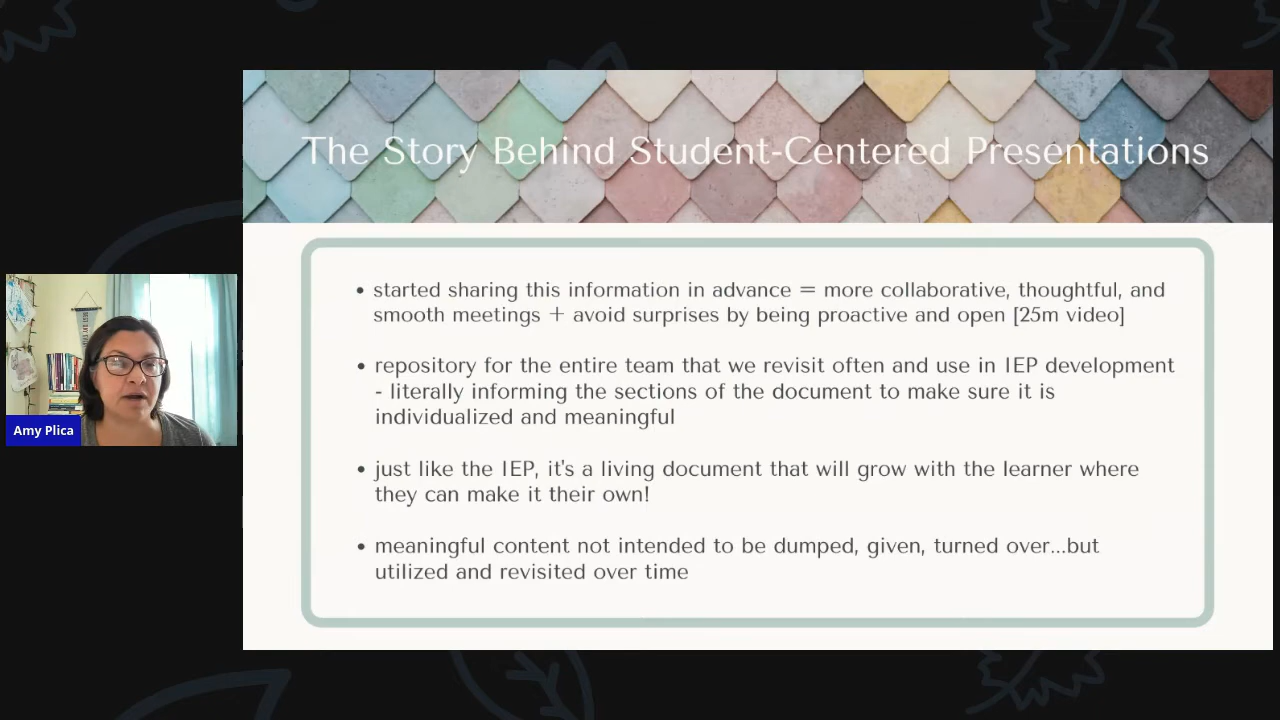 The Story Behind Student-Centered Presentations
• started sharing this information in advance = more collaborative, thoughtful, and
smooth meetings + avoid surprises by being proactive and open [25m video]
• repository for the entire team that we revisit often and use in IEP development
- literally informing the sections of the document to make sure it is
individualized and meaningful
• just like the IEP, it's a living document that will grow with the learner where
they can make it their own!
• meaningful content not intended to be dumped, given, turned over...but
utilized and revisited over time
Amy Plica